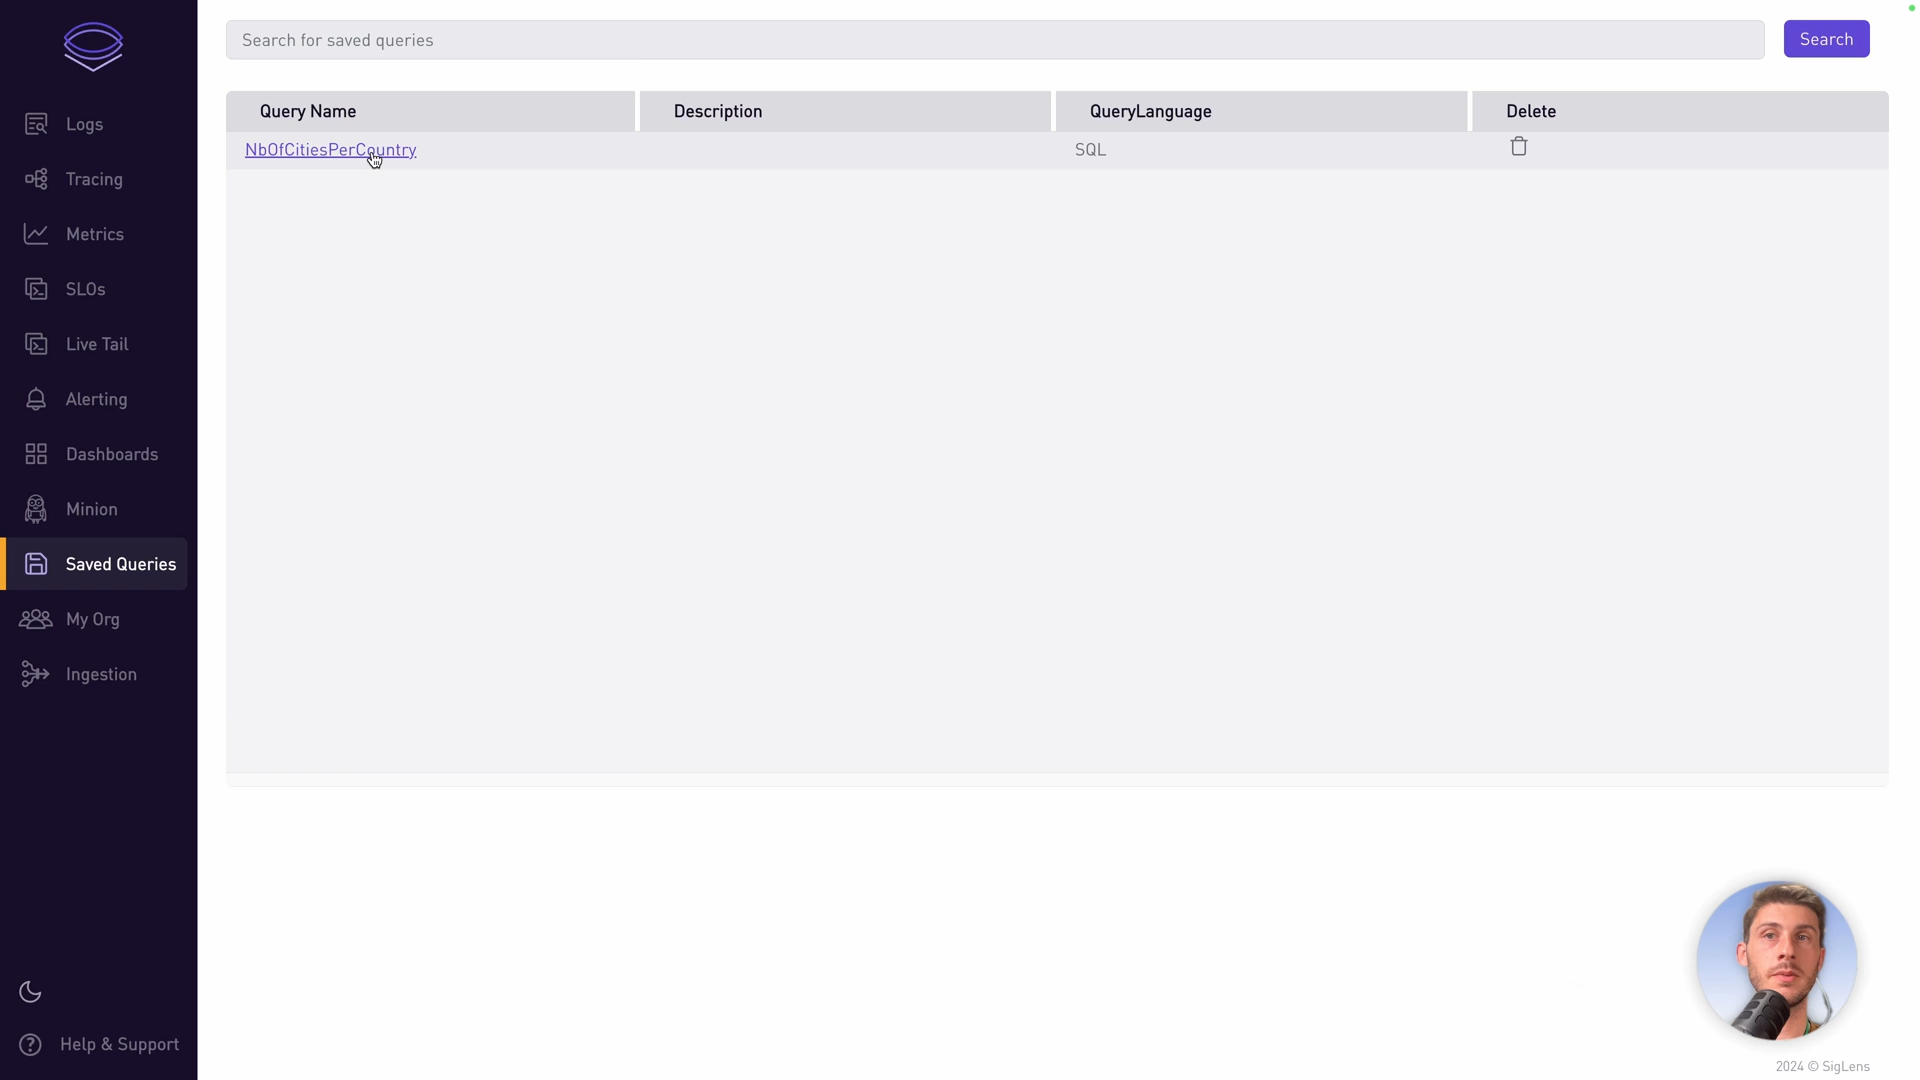 Search for saved queries
Search
Query Name
Description
QueryLanguage
Delete
NbOfCitiesPerCountry
SQL
Logs
Tracing
Metrics
SLOs
Live Tail
Alerting
Dashboards
Minion
Saved Queries
My Org
Ingestion
Help & Support
2024 © SigLens